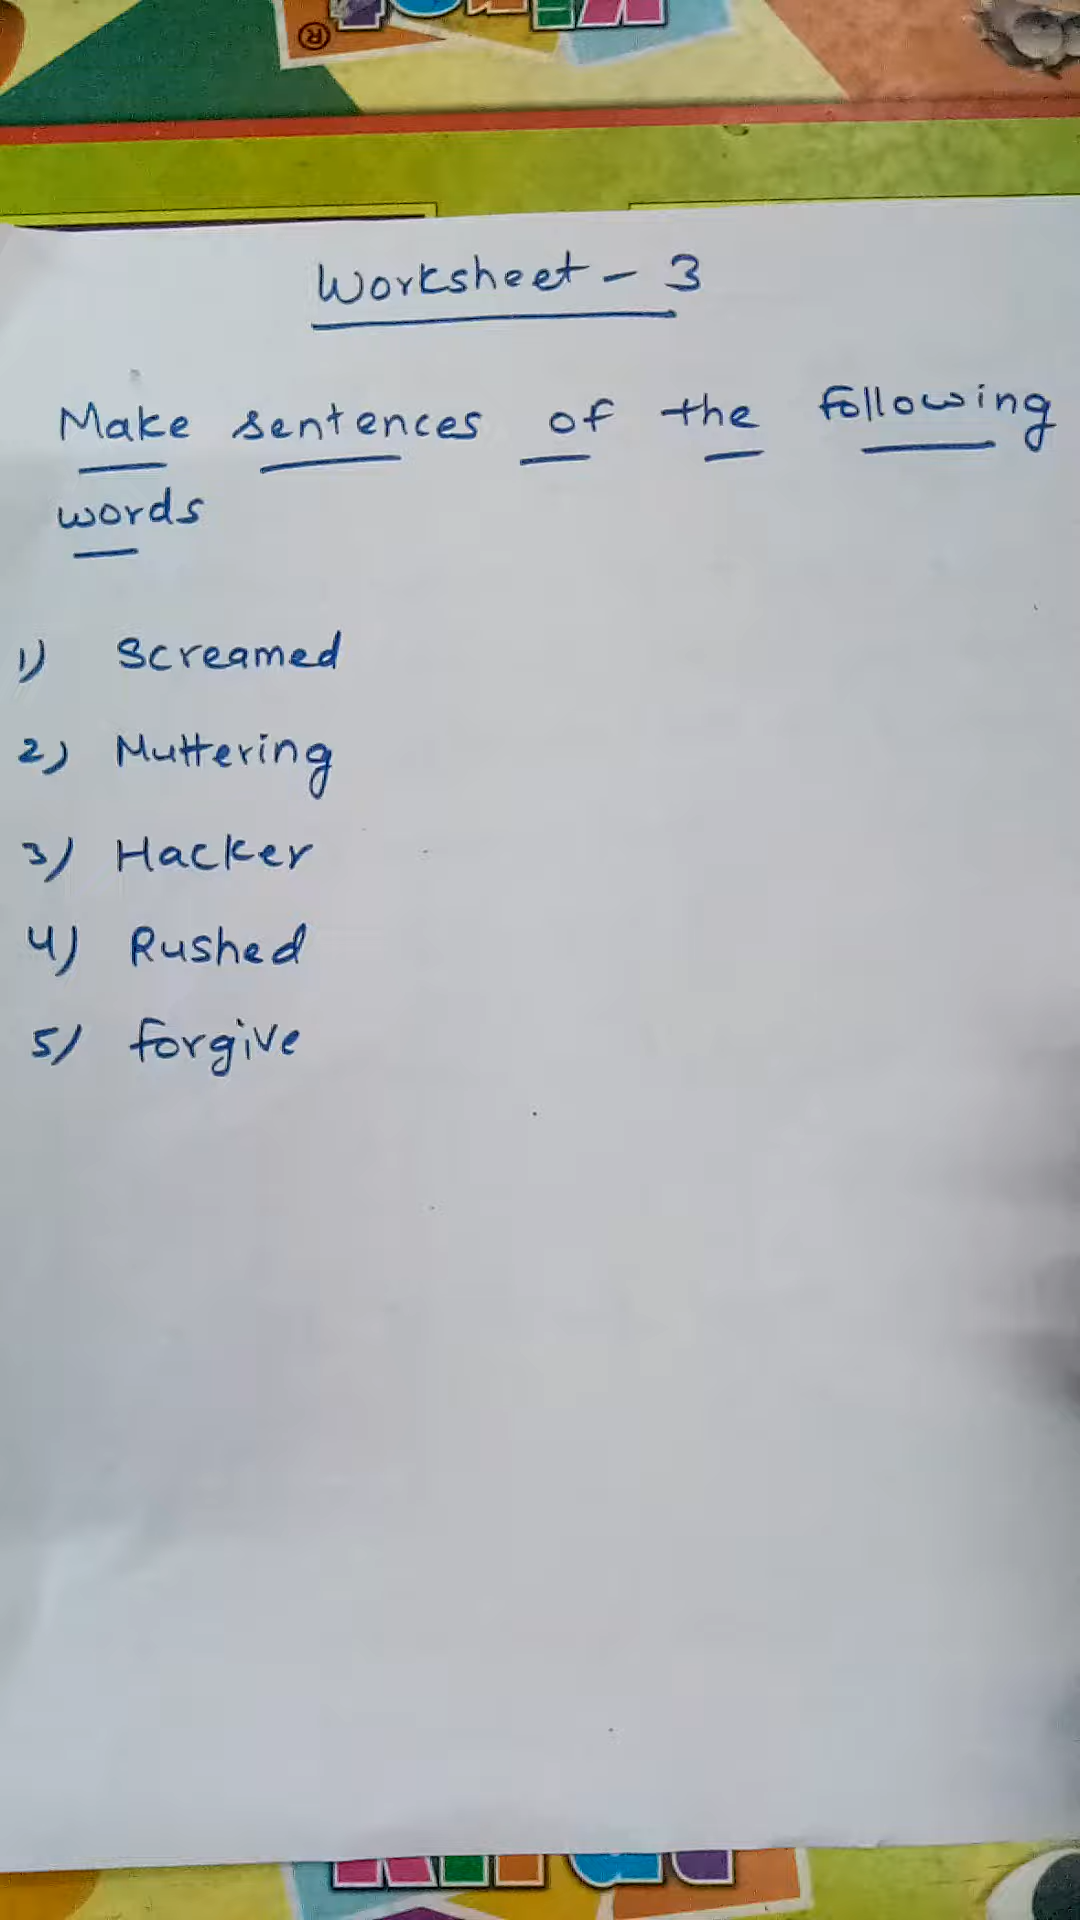 ®
Worksheet - 3
Make sentences of the following
words
1) Screamed
2) Muttering
3) Hacker
4) Rushed
5) forgive